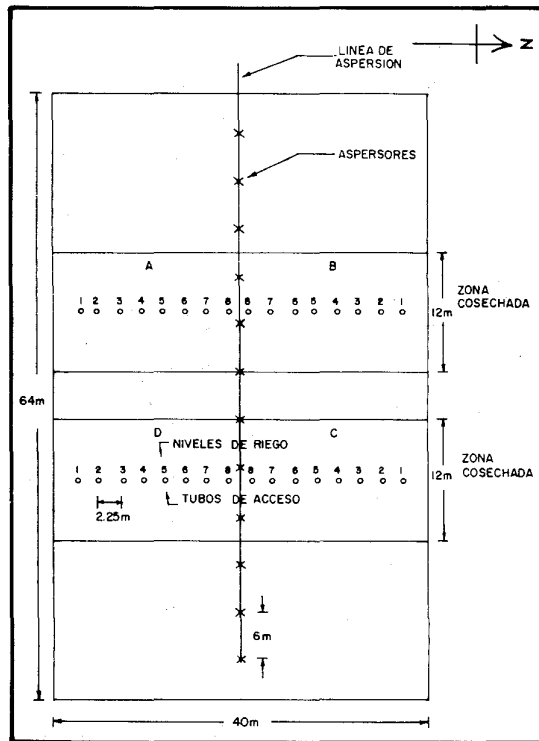 N
LINEA DE
ASPERSION
ASPERSORES
A
B
1 2 3 4 5 6 7 8 8 7 6 5 4 3 2 1
ZONA
COSECHADA
12m
64m
D
C
NIVELES DE RIEGO
1 2 3 4 5 6 7 8 8 7 6 5 4 3 2 1
ZONA
COSECHADA
12m
TUBOS DE ACCESO
2.25m
6m
40m